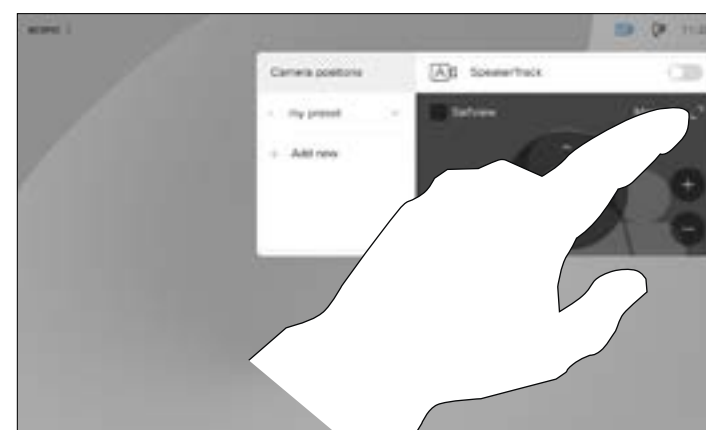 Camera positions
SpeakerTrack
my preset
Selfview
Add new